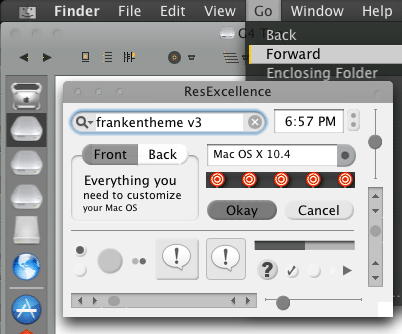 Finder File Edit View Go Window Help
C4 T
Back
Forward
Enclosing Folder
ResExcellence
frankentheme v3
6:57 PM
Front Back
Mac OS X 10.4
Everything you
need to customize
your Mac OS
Okay Cancel